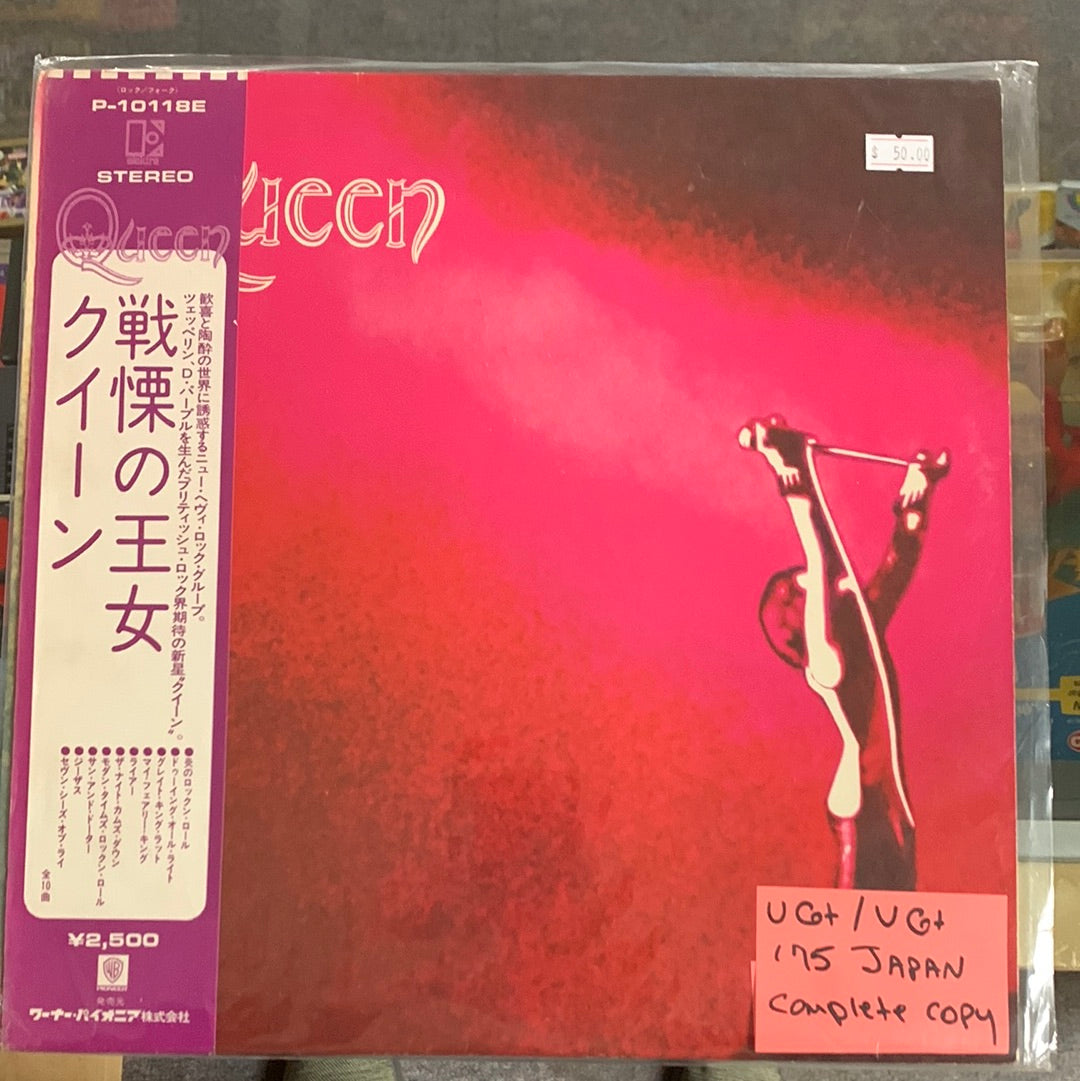 (ロック/フォーク)
P-10118E
elektra
STEREO
Queen
Queen
$ 50.00
歓喜と陶酔の世界に誘惑するニュー・ヘヴィ・ロック・グループ。
ツェッペリン、D・パープルを生んだブリティッシュ・ロック界期待の新星“クイーン”。
戦慄の王女
クイーン
●炎のロックン・ロール
●ドゥーイング・オール・ライト
●グレイト・キング・ラット
●マイ・フェアリー・キング
●ライアー
●ザ・ナイト・カムズ・ダウン
●モダン・タイムズ・ロックン・ロール
●サン・アンド・ドーター
●ジーザス
●セヴン・シーズ・オブ・ライ
全10曲
¥2,500
WB
PIONEER
発売元
ワーナー・パイオニア株式会社
VG+ / VG+
'75 JAPAN
complete copy